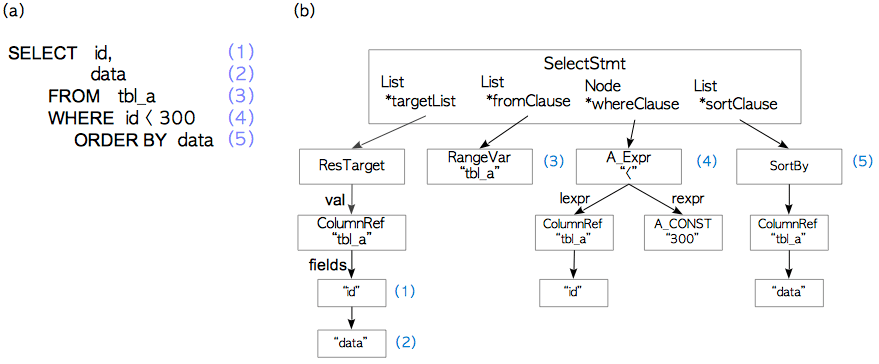 (a)
SELECT id, (1)
data (2)
FROM tbl_a (3)
WHERE id < 300 (4)
ORDER BY data (5)
(b)
SelectStmt
List
*targetList
List
*fromClause
Node
*whereClause
List
*sortClause
ResTarget
RangeVar
"tbl_a"
(3)
A_Expr
"<"
(4)
SortBy
(5)
val
lexpr
rexpr
ColumnRef
"tbl_a"
ColumnRef
"tbl_a"
A_CONST
"300"
ColumnRef
"tbl_a"
fields
"id"
(1)
"id"
"data"
"data"
(2)